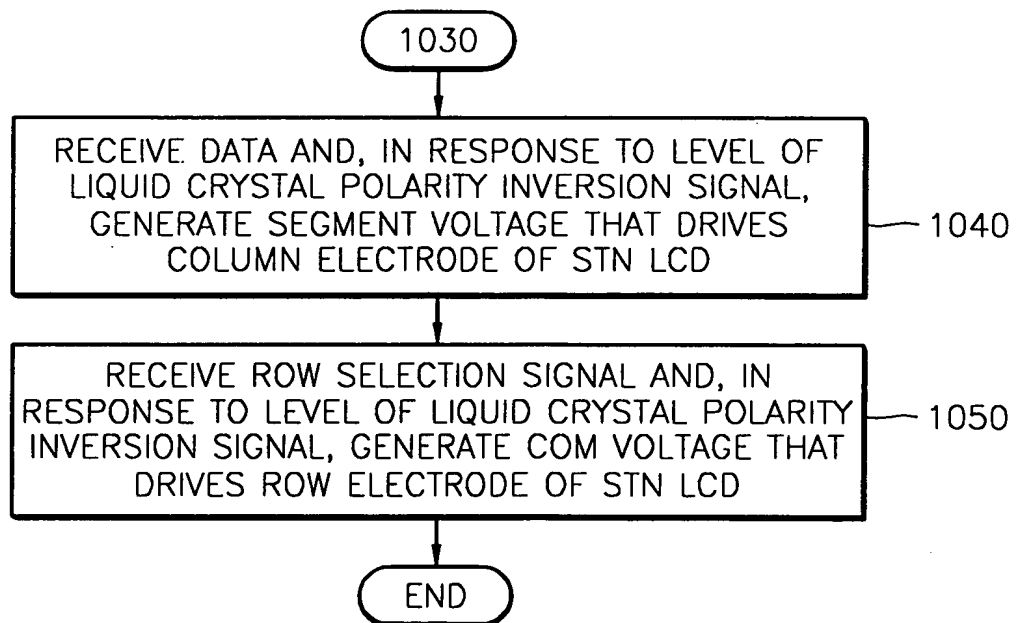 1030
RECEIVE DATA AND, IN RESPONSE TO LEVEL OF
LIQUID CRYSTAL POLARITY INVERSION SIGNAL,
GENERATE SEGMENT VOLTAGE THAT DRIVES
COLUMN ELECTRODE OF STN LCD
1040
RECEIVE ROW SELECTION SIGNAL AND, IN
RESPONSE TO LEVEL OF LIQUID CRYSTAL POLARITY
INVERSION SIGNAL, GENERATE COM VOLTAGE THAT
DRIVES ROW ELECTRODE OF STN LCD
1050
END